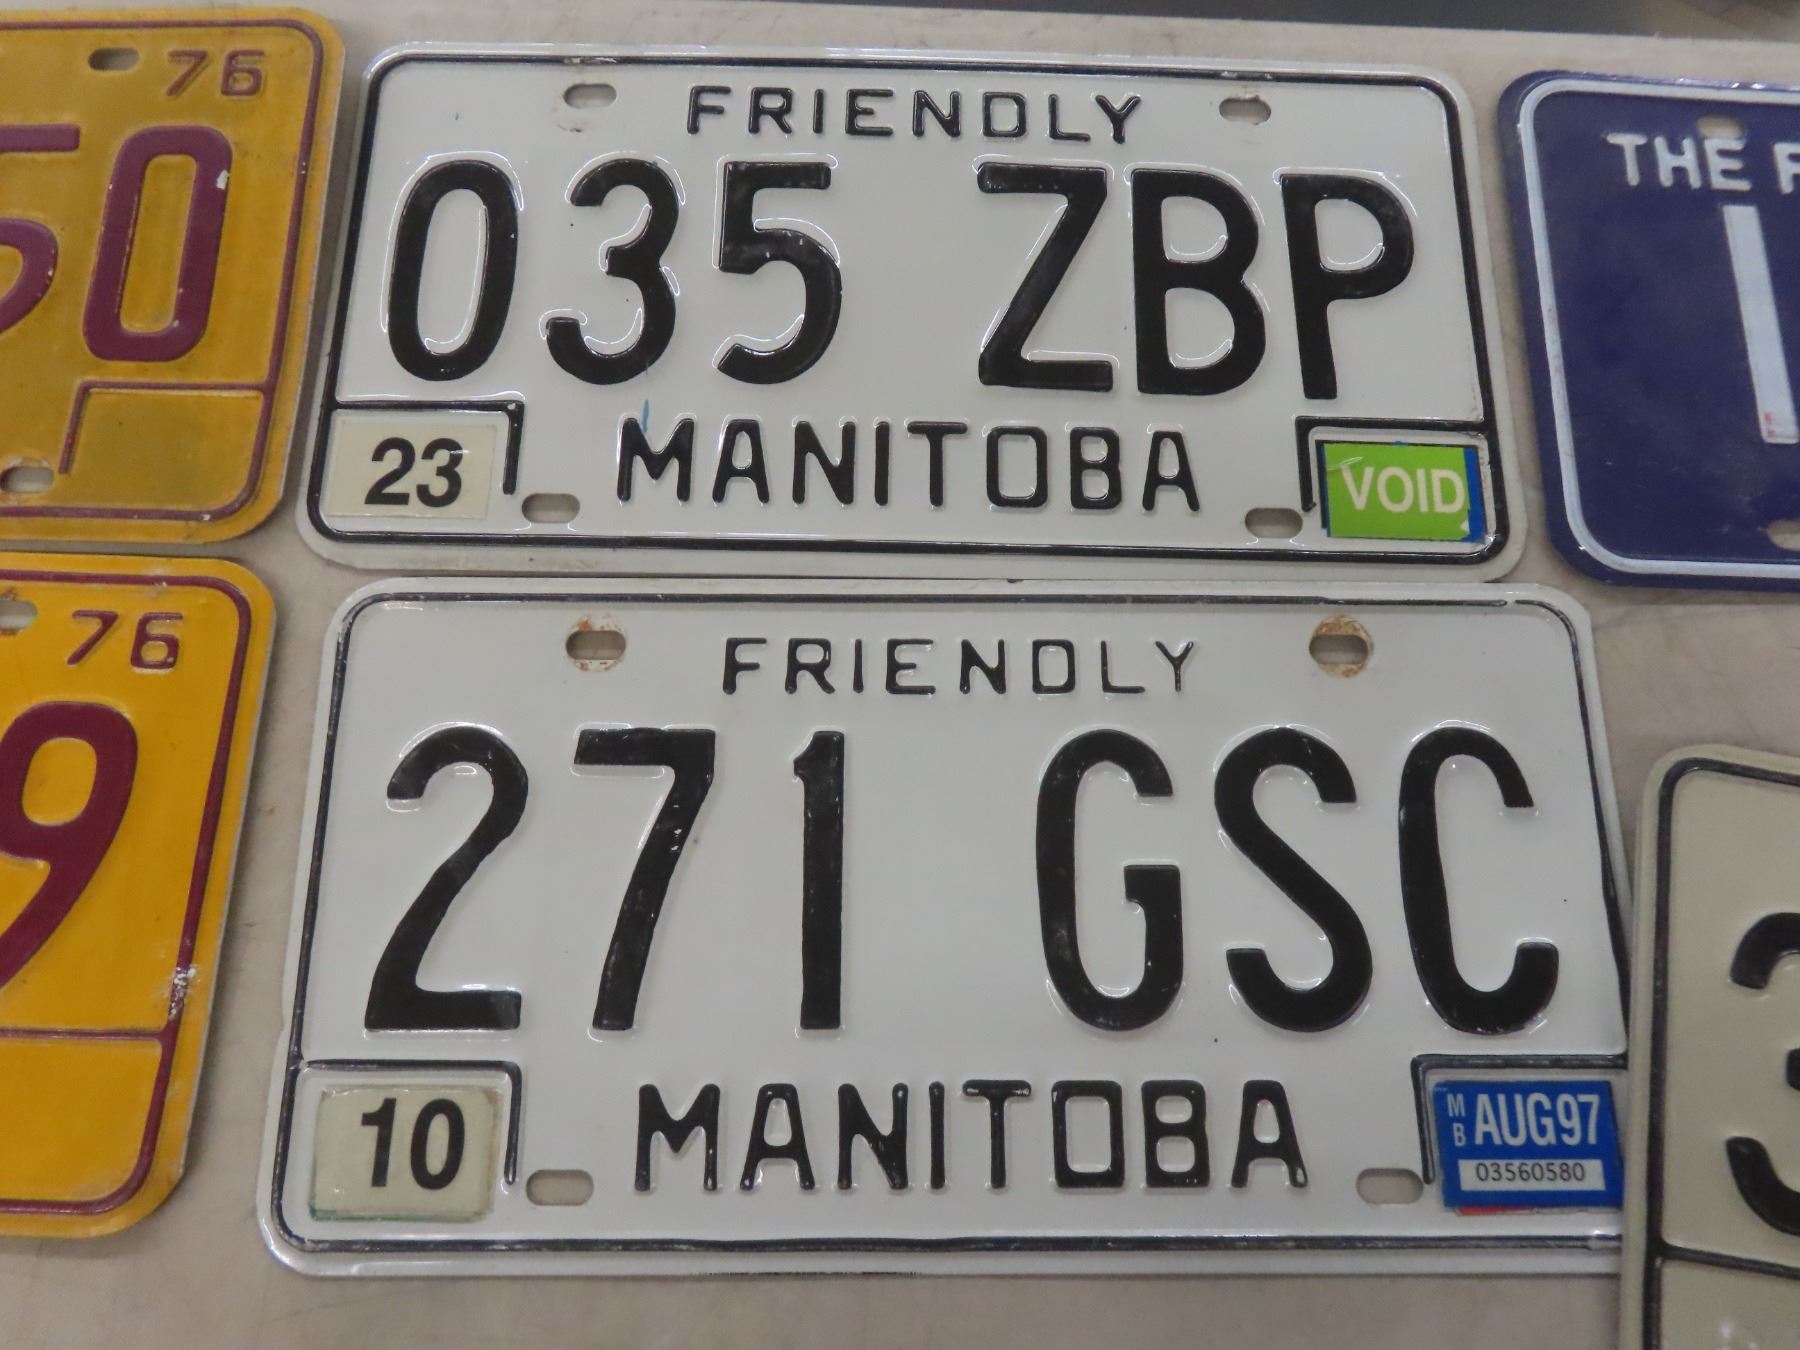 76
50
FRIENDLY
035 ZBP
23
MANITOBA
VOID
THE
76
9
FRIENDLY
271 GSC
10
MANITOBA
MB
AUG97
03560580
3